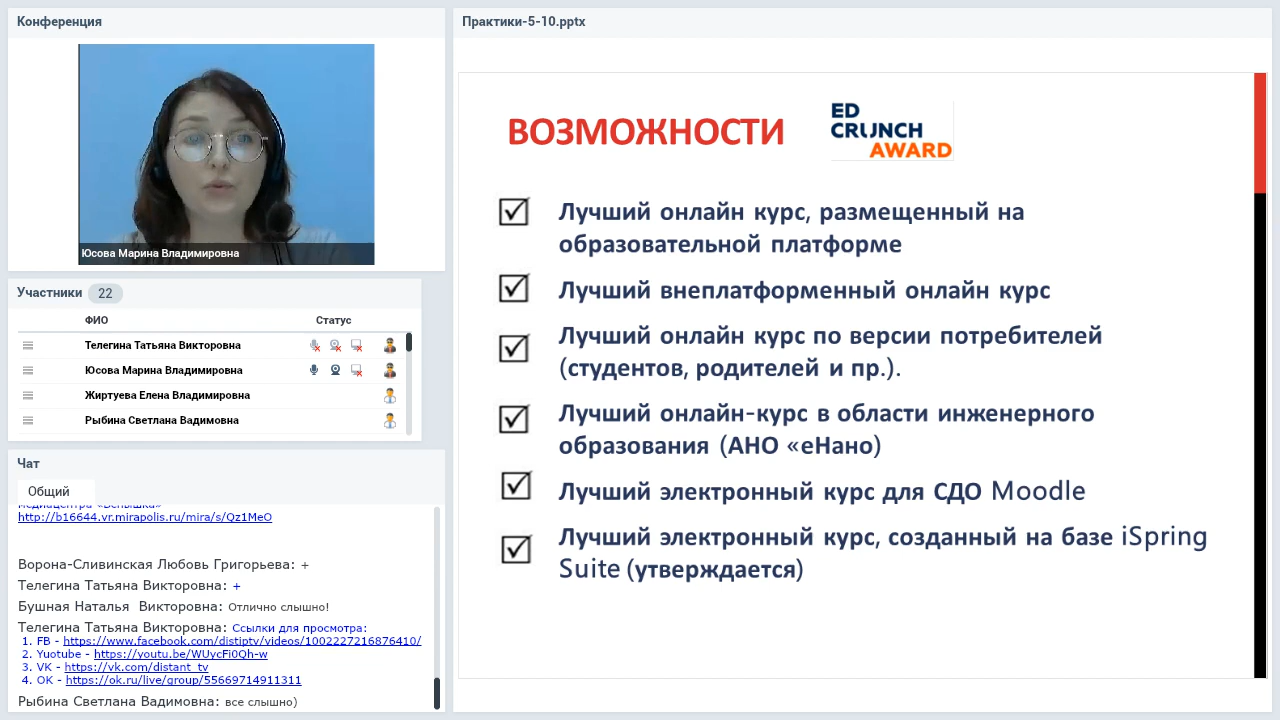 Конференция
Юсова Марина Владимировна
Участники 22
ФИО Статус
Телегина Татьяна Викторовна
Юсова Марина Владимировна
Жиртуева Елена Владимировна
Рыбина Светлана Вадимовна
Чат
Общий
медиацентра «Вспышка»
http://b16644.vr.mirapolis.ru/mira/s/Qz1MeO
Ворона-Сливинская Любовь Григорьева: +
Телегина Татьяна Викторовна: +
Бушная Наталья Викторовна: Отлично слышно!
Телегина Татьяна Викторовна: Ссылки для просмотра:
1. FB - https://www.facebook.com/distiptv/videos/1002227216876410/
2. Yuotube - https://youtu.be/WUycFi0Qh-w
3. VK - https://vk.com/distant_tv
4. OK - https://ok.ru/live/group/55669714911311
Рыбина Светлана Вадимовна: все слышно)
Практики-5-10.pptx
ВОЗМОЖНОСТИ
ED
CRUNCH
AWARD
Лучший онлайн курс, размещенный на
образовательной платформе
Лучший внеплатформенный онлайн курс
Лучший онлайн курс по версии потребителей
(студентов, родителей и пр.).
Лучший онлайн-курс в области инженерного
образования (АНО «еНано)
Лучший электронный курс для СДО Moodle
Лучший электронный курс, созданный на базе iSpring
Suite (утверждается)